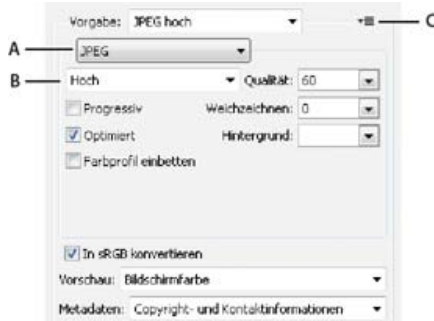 Vorgabe: JPEG hoch
C
A
JPEG
B
Hoch
Qualität: 60
Progressiv
Weichzeichnen: 0
Optimiert
Hintergrund:
Farbprofil einbetten
In sRGB konvertieren
Vorschau: Bildschirmfarbe
Metadaten: Copyright- und Kontaktinformationen